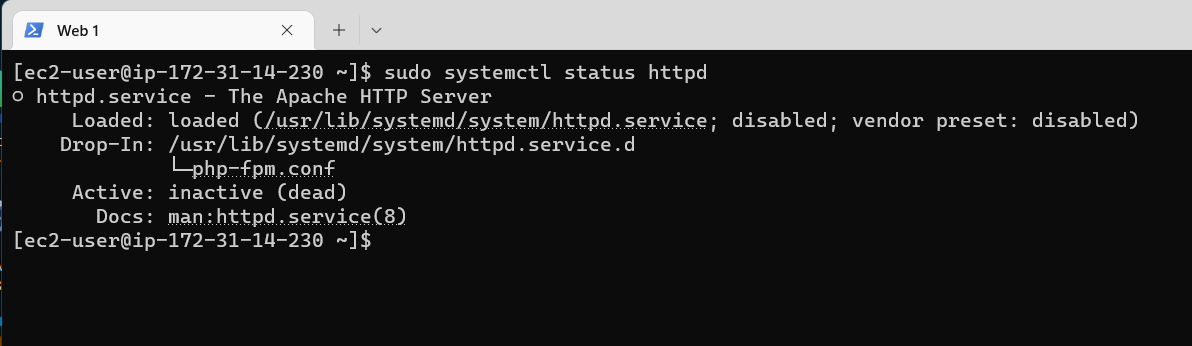 Web 1
[ec2-user@ip-172-31-14-230 ~]$ sudo systemctl status httpd
○ httpd.service - The Apache HTTP Server
Loaded: loaded (/usr/lib/systemd/system/httpd.service; disabled; vendor preset: disabled)
Drop-In: /usr/lib/systemd/system/httpd.service.d
└─php-fpm.conf
Active: inactive (dead)
Docs: man:httpd.service(8)
[ec2-user@ip-172-31-14-230 ~]$